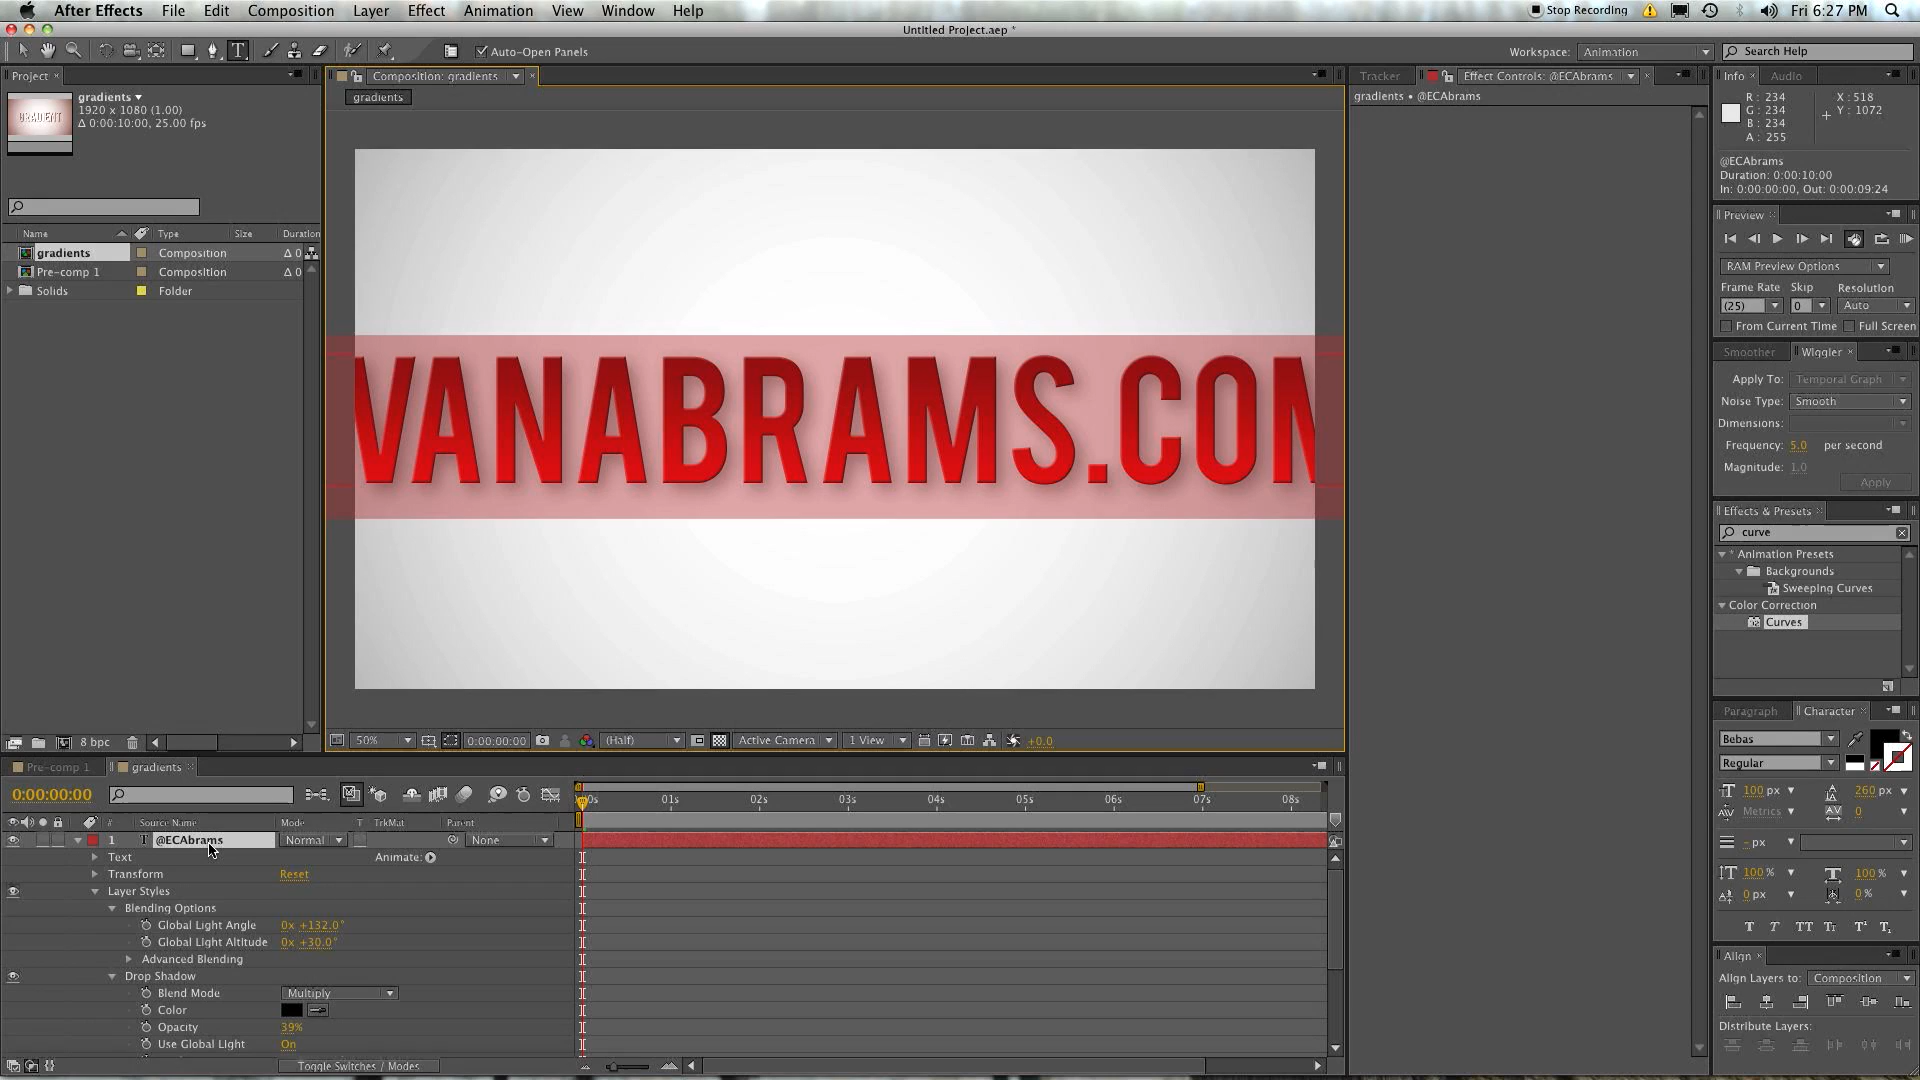 After Effects File Edit Composition Layer Effect Animation View Window Help Stop Recording Fri 6:27 PM
Untitled Project.aep *
T Auto-Open Panels Workspace: Animation Search Help
Project × Composition: gradients × Tracker Effect Controls: @ECAbrams × Info × Audio
gradients
1920 x 1080 (1.00)
Δ 0:00:10:00, 25.00 fps
gradients
gradients • @ECAbrams
R : 234 X : 518
G : 234 Y : 1072
B : 234
A : 255
@ECAbrams
Duration: 0:00:10:00
In: 0:00:00:00, Out: 0:00:09:24
Preview
RAM Preview Options
Frame Rate Skip Resolution
(25) 0 Auto
From Current Time Full Screen
Name Type Size Duration
gradients Composition Δ 0
Pre-comp 1 Composition Δ 0
Solids Folder
VANABRAMS.COM
Smoother Wiggler ×
Apply To: Temporal Graph
Noise Type: Smooth
Dimensions:
Frequency: 5.0 per second
Magnitude: 1.0
Apply
Effects & Presets
curve
* Animation Presets
Backgrounds
Sweeping Curves
Color Correction
Curves
Paragraph Character ×
Bebas
Regular
100 px 260 px
Metrics 0
- px
100 % 100 %
0 px 0 %
T T TT Tt T¹ T₁
Align ×
Align Layers to: Composition
Distribute Layers:
8 bpc 50% 0:00:00:00 (Half) Active Camera 1 View +0.0
Pre-comp 1 gradients
0:00:00:00 00s 01s 02s 03s 04s 05s 06s 07s 08s
# Source Name Mode T TrkMat Parent
1 T @ECAbrams Normal None
Text Animate:
Transform Reset
Layer Styles
Blending Options
Global Light Angle 0x +132.0°
Global Light Altitude 0x +30.0°
Advanced Blending
Drop Shadow
Blend Mode Multiply
Color
Opacity 39%
Use Global Light On
Toggle Switches / Modes